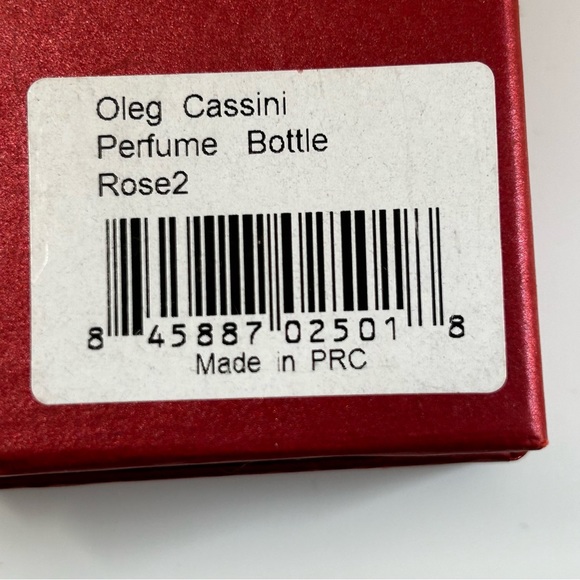 Oleg Cassini
Perfume Bottle
Rose2
8 45887 02501 8
Made in PRC